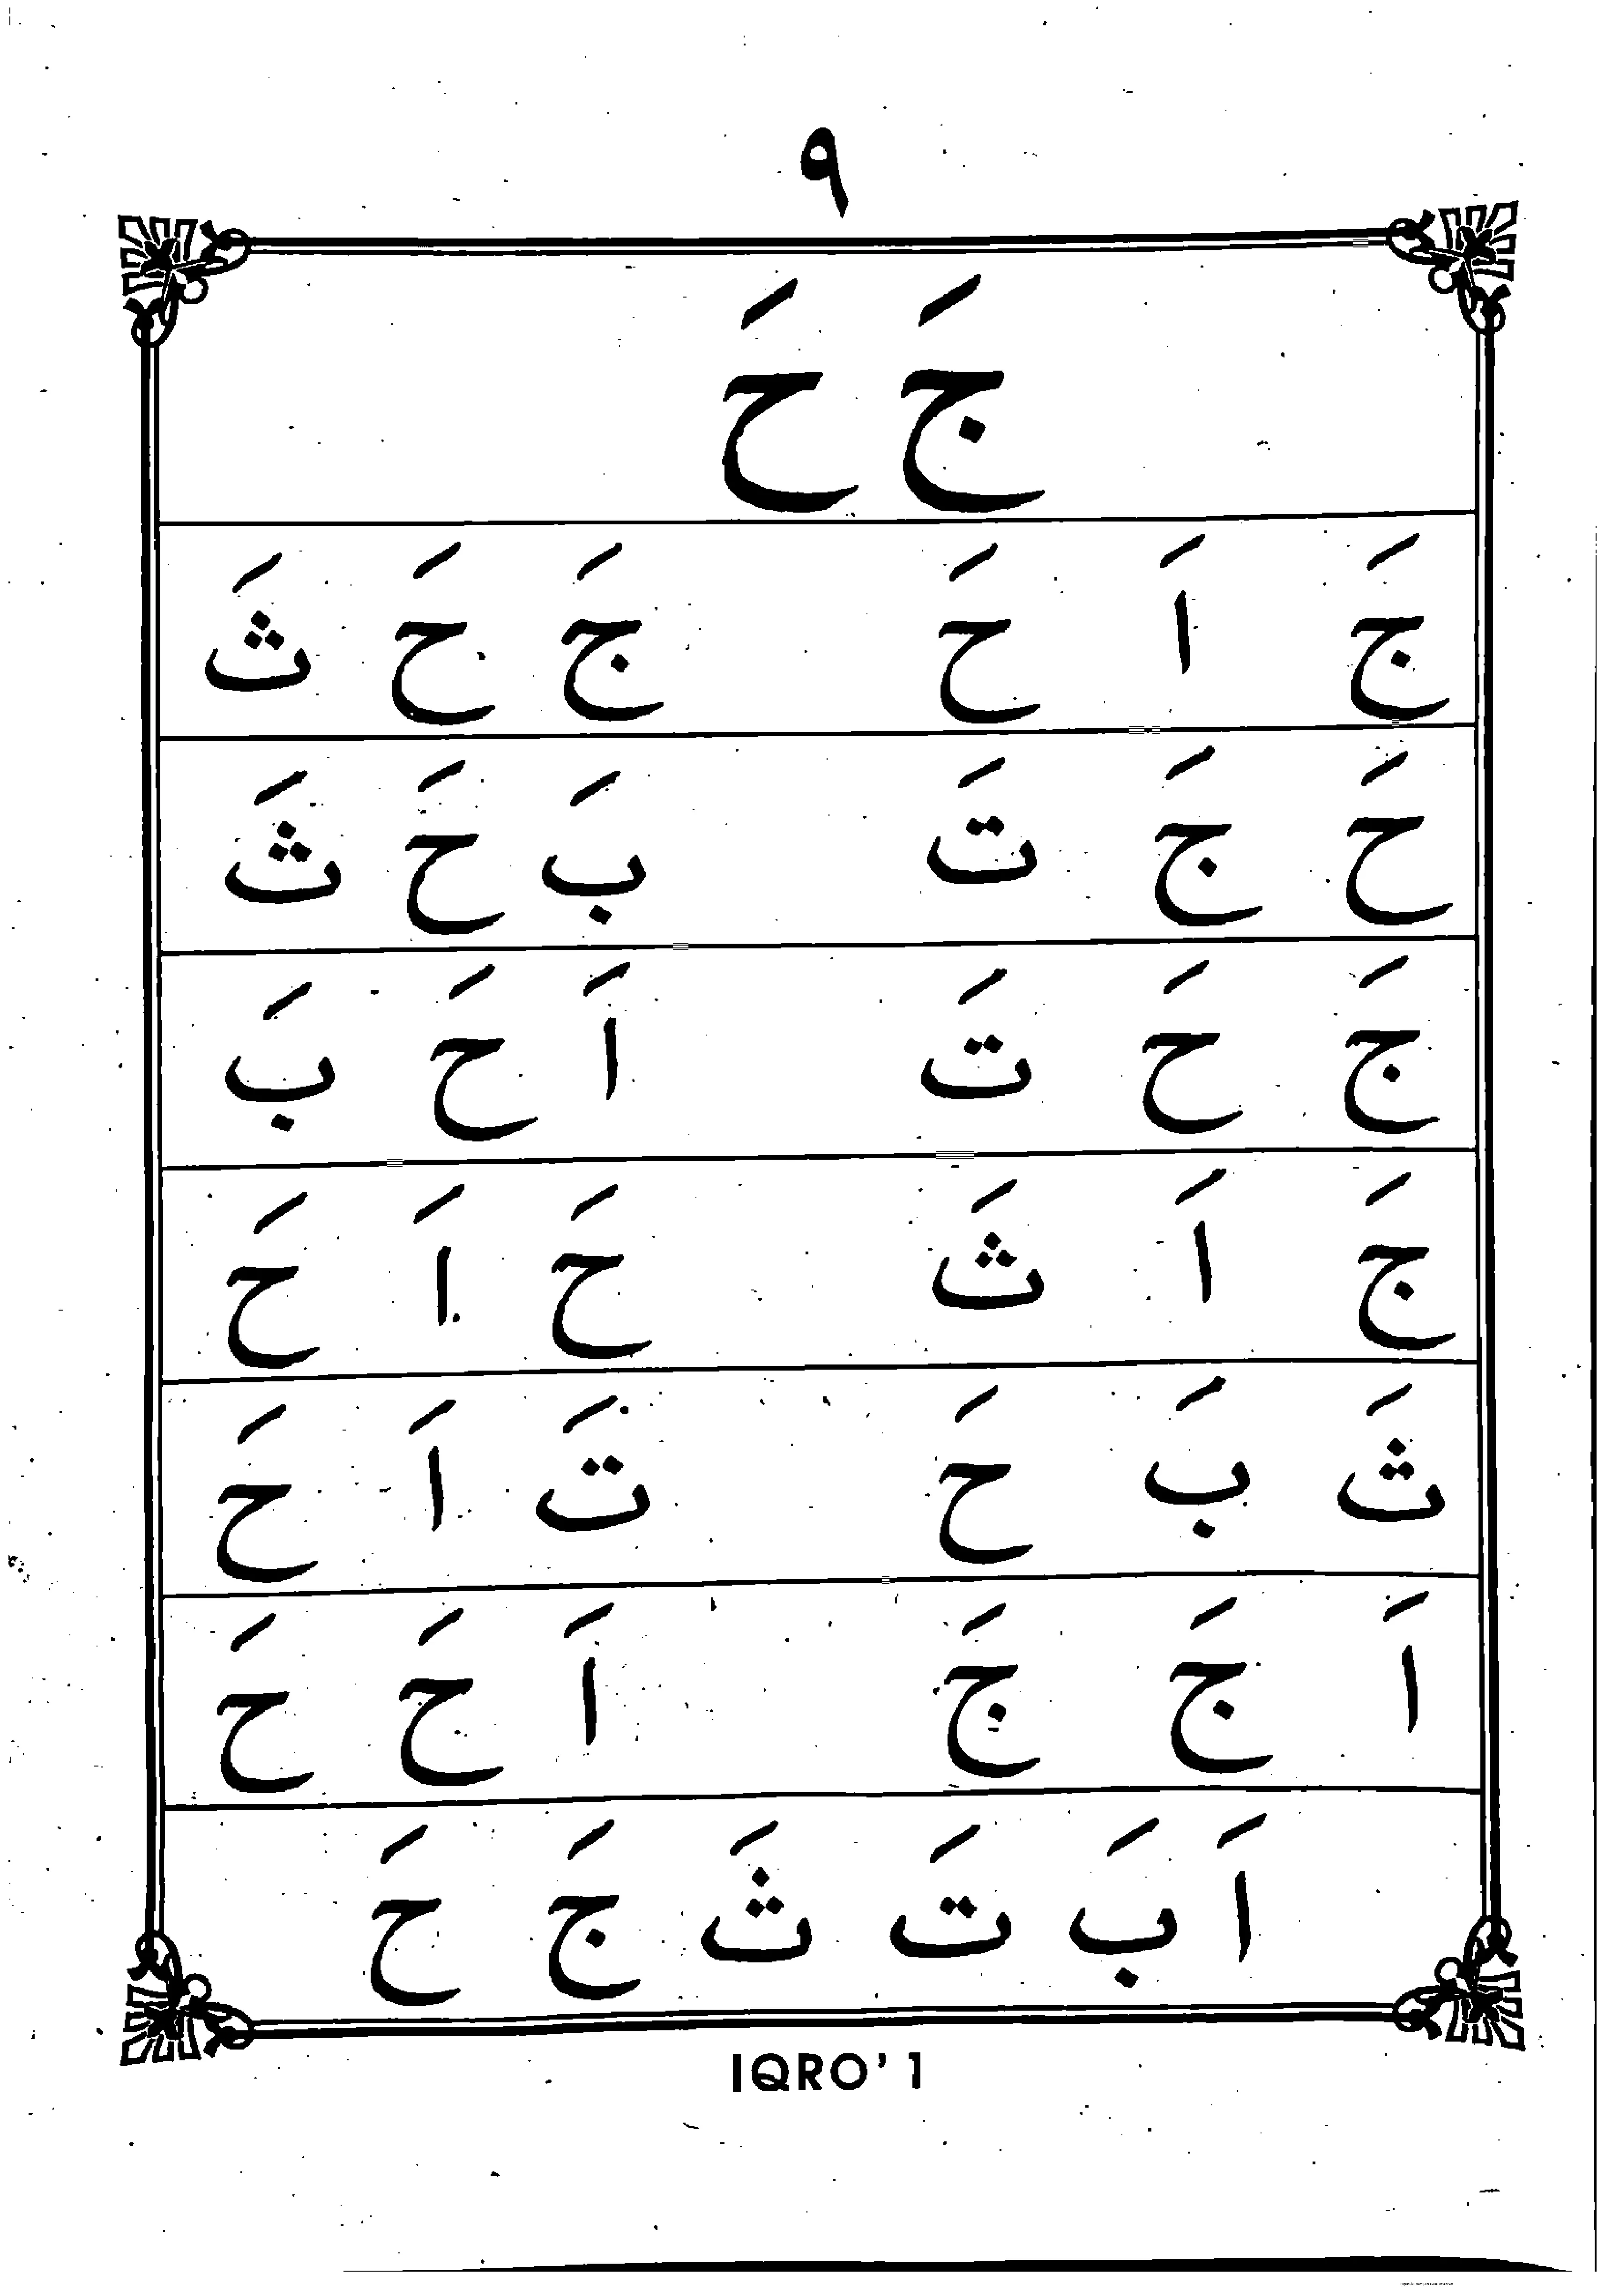 ٩
جَ حَ
جَ اَ حَ جَ حَ ثَ
حَ جَ تَ بَ حَ ثَ
جَ حَ تَ اَ حَ بَ
جَ اَ ثَ حَ اَ حَ
ثَ بَ حَ تَ اَ حَ
اَ جَ جَ اَ حَ حَ
اَ بَ تَ ثَ جَ حَ
IQRO' 1